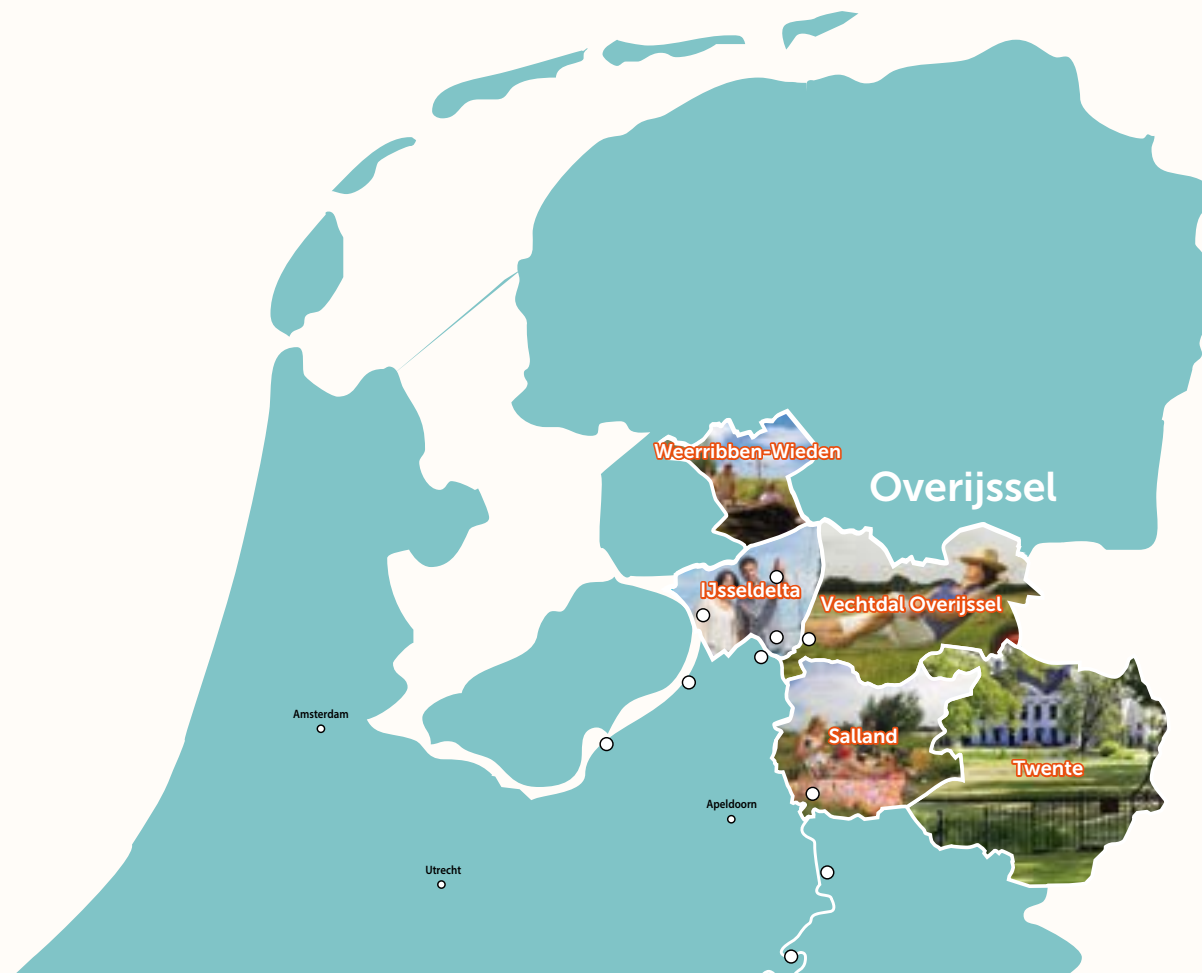 Weerribben-Wieden
Overijssel
IJsseldelta
Vechtdal Overijssel
Amsterdam
Salland
Twente
Apeldoorn
Utrecht